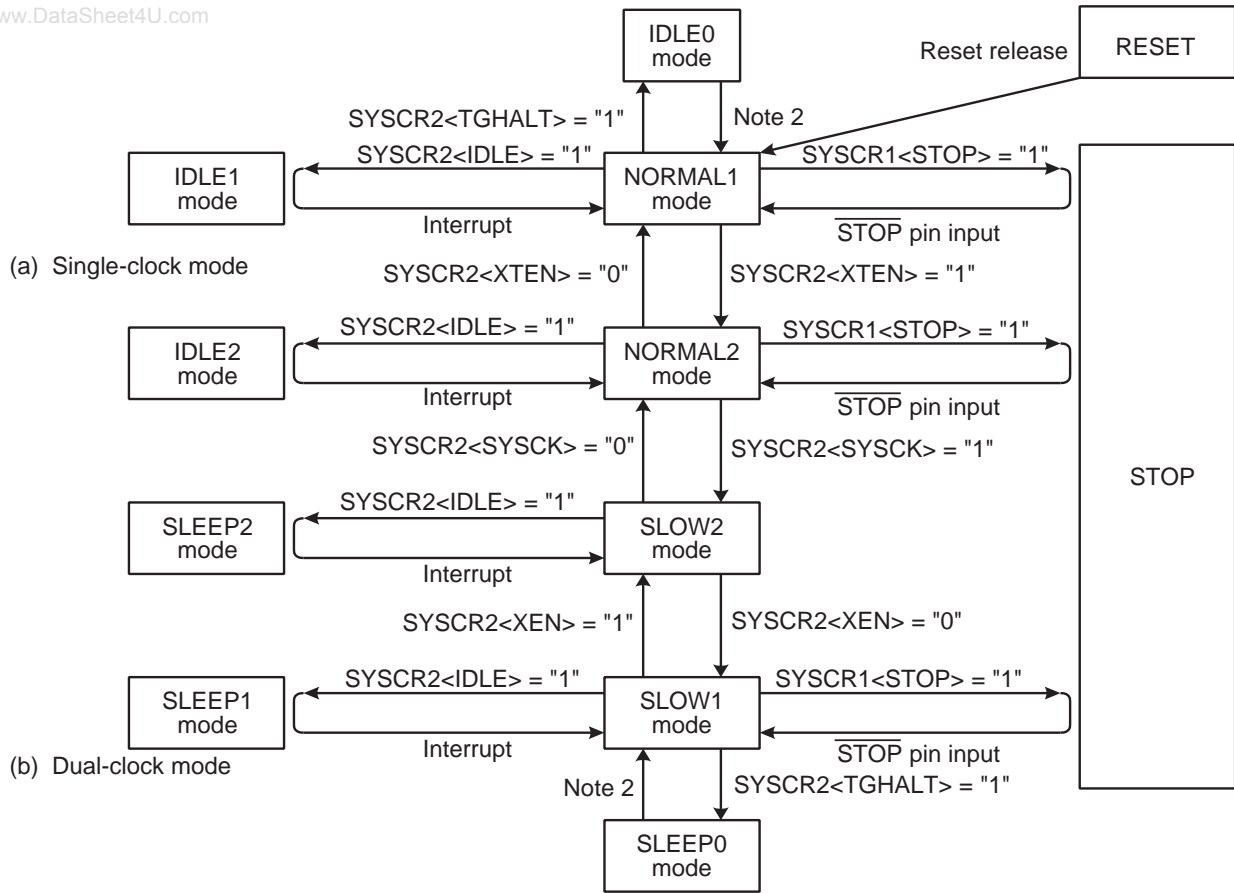 ww.DataSheet4U.com
IDLE0
mode
Reset release
RESET
SYSCR2<TGHALT> = "1"
Note 2
IDLE1
mode
SYSCR2<IDLE> = "1"
Interrupt
NORMAL1
mode
SYSCR1<STOP> = "1"
STOP pin input
(a) Single-clock mode
SYSCR2<XTEN> = "0"
SYSCR2<XTEN> = "1"
IDLE2
mode
SYSCR2<IDLE> = "1"
Interrupt
NORMAL2
mode
SYSCR1<STOP> = "1"
STOP pin input
SYSCR2<SYSCK> = "0"
SYSCR2<SYSCK> = "1"
STOP
SLEEP2
mode
SYSCR2<IDLE> = "1"
Interrupt
SLOW2
mode
SYSCR2<XEN> = "1"
SYSCR2<XEN> = "0"
SLEEP1
mode
SYSCR2<IDLE> = "1"
Interrupt
SLOW1
mode
SYSCR1<STOP> = "1"
STOP pin input
(b) Dual-clock mode
Note 2
SYSCR2<TGHALT> = "1"
SLEEP0
mode